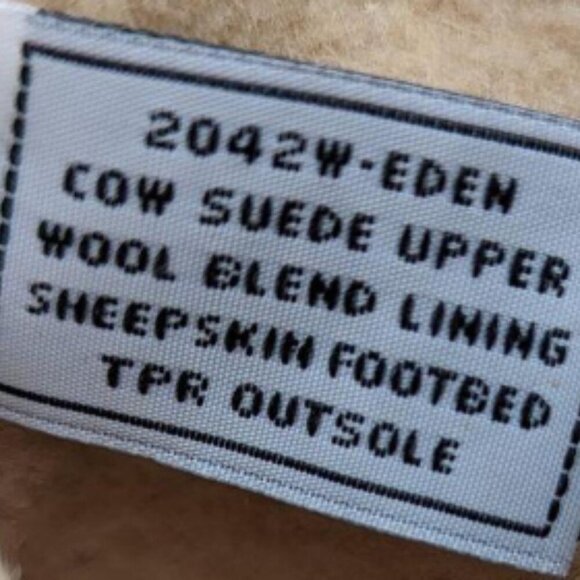 2042W-EDEN
COW SUEDE UPPER
WOOL BLEND LINING
SHEEPSKIN FOOTBED
TPR OUTSOLE